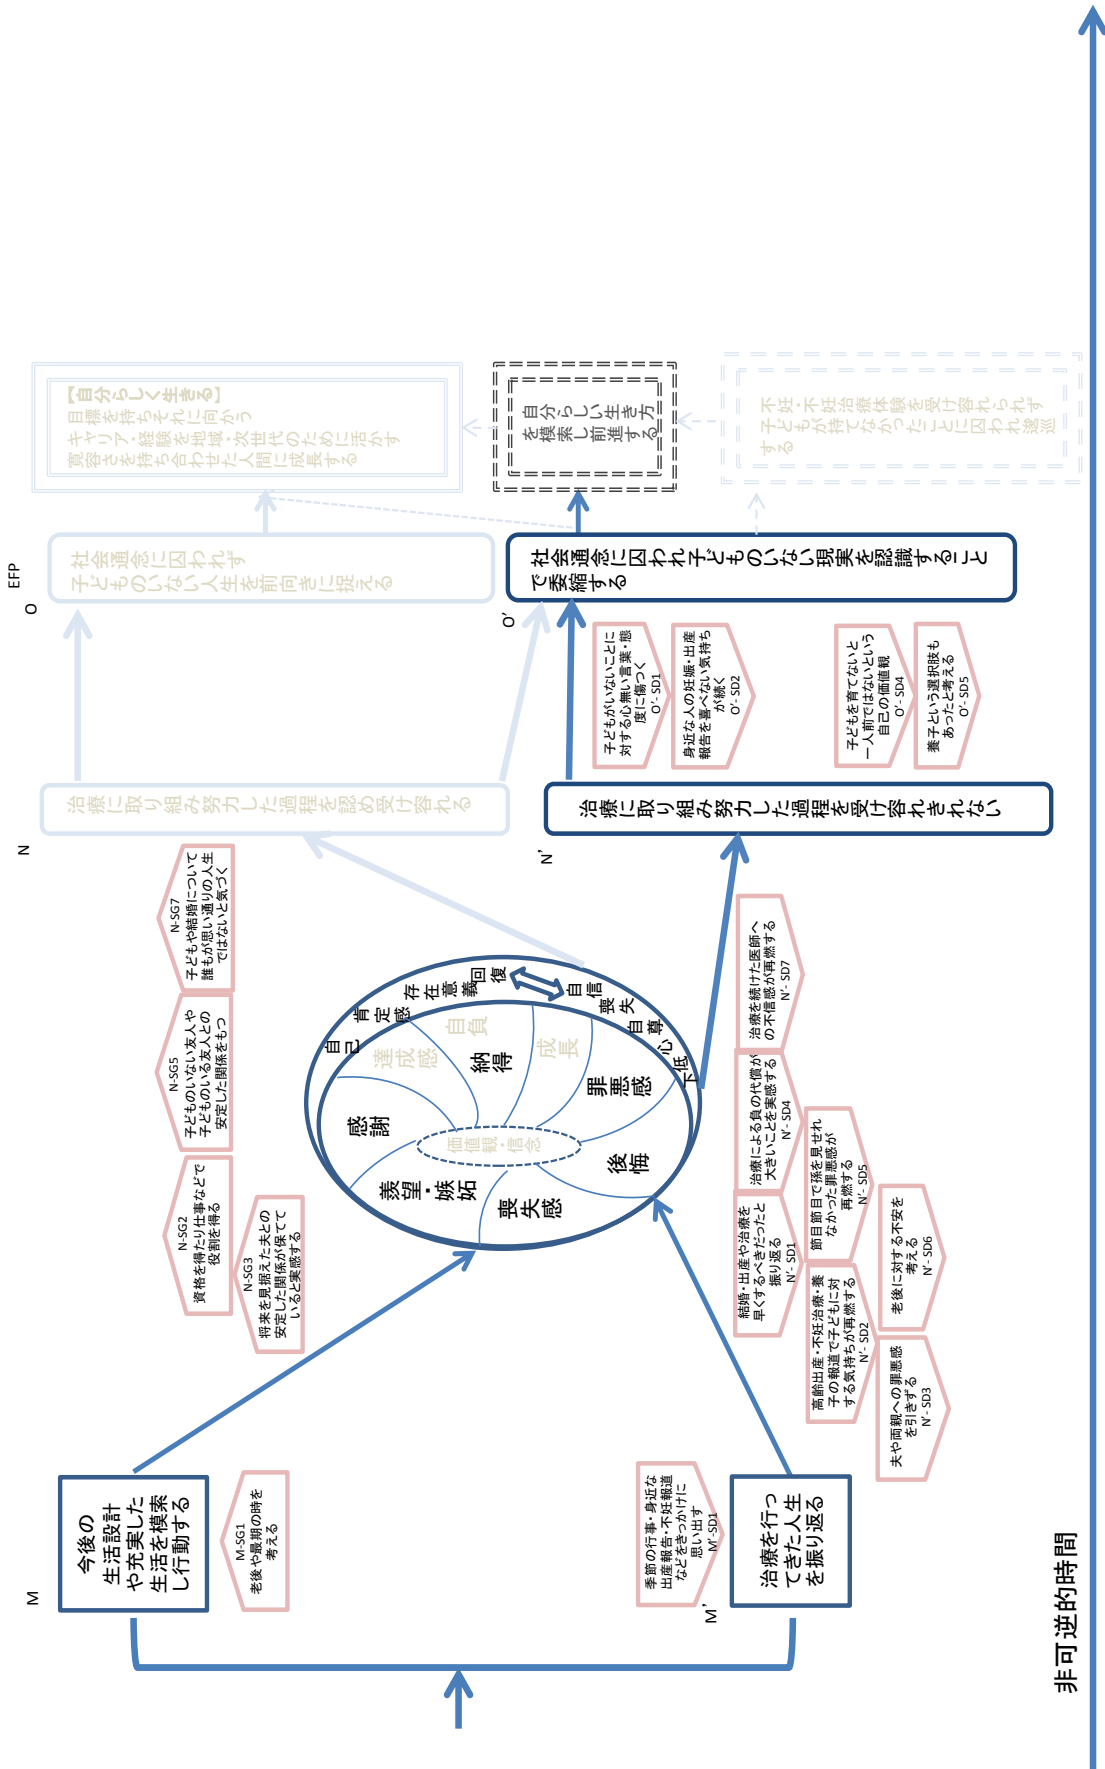 EFP
M
今後の
生活設計
や充実した
生活を模索
し行動する
M-SG1
老後や最期の時を
考える
M'
治療を行っ
てきた人生
を振り返る
季節の行事・身近な
出産報告・不妊報道
などをきっかけに
思い出す
M'-SD1
N-SG2
資格を得たり仕事などで
役割を得る
N-SG3
将来を見据えた夫との
安定した関係が保てて
いると実感する
N-SG5
子どものいない友人や
子どものいる友人との
安定した関係をもつ
N-SG7
子どもや結婚について
誰もが思い通りの人生
ではないと気づく
自己
肯定感
存在意義
回復
自信
喪失
自尊
心低下
感謝
達成感
自負
納得
成長
罪悪感
後悔
喪失感
羨望・嫉妬
価値観・信念
結婚・出産や治療を
早くするべきだったと
振り返る
N'- SD1
高齢出産・不妊治療・養
子の報道で子どもに対
する気持ちが再燃する
N'- SD2
夫や両親への罪悪感
を引きずる
N'- SD3
治療による負の代償が
大きいことを実感する
N'- SD4
節目節目で孫を見せれ
なかった罪悪感が
再燃する
N'- SD5
老後に対する不安を
考える
N'- SD6
治療を続けた医師へ
の不信感が再燃する
N'- SD7
N
治療に取り組み努力した過程を認め受け容れる
N'
治療に取り組み努力した過程を受け容れきれない
子どもがいないことに
対する心無い言葉・態
度に傷つく
O'- SD1
身近な人の妊娠・出産
報告を喜べない気持ち
が続く
O'- SD2
子どもを育てないと
一人前ではないという
自己の価値観
O'- SD4
養子という選択肢も
あったと考える
O'- SD5
O
社会通念に囚われず
子どものいない人生を前向きに捉える
O'
社会通念に囚われ子どものいない現実を認識すること
で委縮する
【自分らしく生きる】
目標を持ちそれに向かう
キャリア・経験を地域・次世代のために活かす
寛容さを持ち合わせた人間に成長する
自分らしい生き方
を模索し前進する
不妊・不妊治療体験を受け容れられず
子どもが持てなかったことに囚われ逡巡
する
非可逆的時間